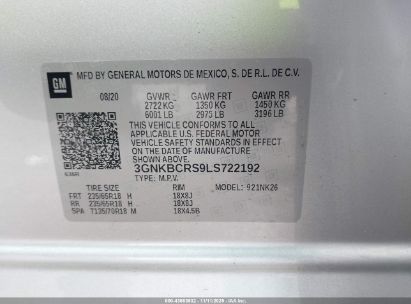 GM
MFD BY GENERAL MOTORS DE MEXICO, S. DE R.L. DE C.V.
08/20 GVWR GAWR FRT GAWR RR
2722 KG 1350 KG 1450 KG
6001 LB 2973 LB 3196 LB
THIS VEHICLE CONFORMS TO ALL
APPLICABLE U.S. FEDERAL MOTOR
VEHICLE SAFETY STANDARDS IN EFFECT
ON THE DATE OF MANUFACTURE
SHOWN ABOVE.
3GNKBCRS9LS722192
TYPE: M.P.V.
TIRE SIZE RIM MODEL: 921NK26
FRT 235/65R18 H 18X8J
RR 235/65R18 H 18X8J
SPA T135/70R18 M 18X4.5B